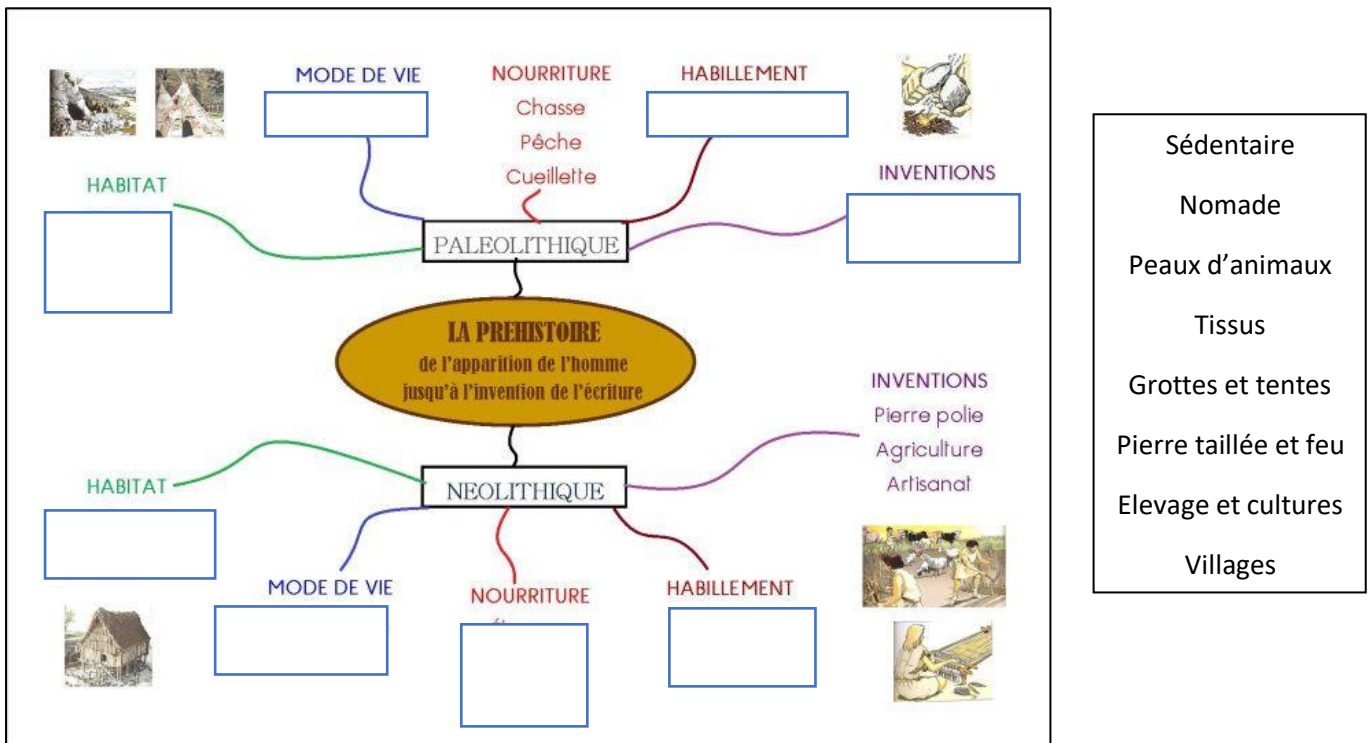 MODE DE VIE
NOURRITURE
Chasse
Pêche
Cueillette
HABILLEMENT
HABITAT
INVENTIONS
PALEOLITHIQUE
LA PREHISTOIRE
de l'apparition de l'homme
jusqu'à l'invention de l'écriture
INVENTIONS
Pierre polie
Agriculture
Artisanat
HABITAT
NEOLITHIQUE
MODE DE VIE
NOURRITURE
HABILLEMENT
Sédentaire
Nomade
Peaux d'animaux
Tissus
Grottes et tentes
Pierre taillée et feu
Elevage et cultures
Villages